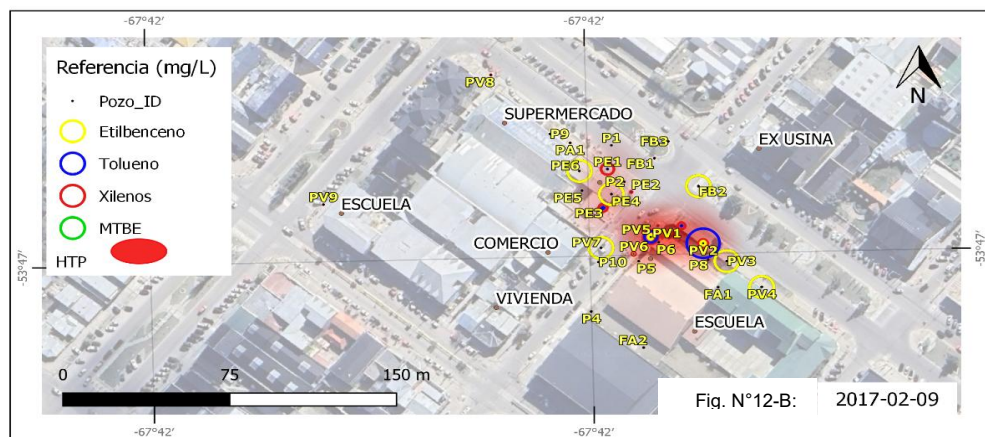 -67°42'
-67°42'
Referencia (mg/L)
Pozo_ID
Etilbenceno
Tolueno
Xilenos
MTBE
HTP
N
PV8
SUPERMERCADO
P9
P1
FB3
EX USINA
PA1
PE1
FB1
PE6
P2
PE2
FB2
PE5
PE4
PV9
ESCUELA
PE3
PV5
PV1
COMERCIO
PV7
PV6
P6
PV2
-53°47'
-53°47'
P10
P5
P8
PV3
VIVIENDA
FA1
PV4
P4
ESCUELA
FA2
0
75
150 m
Fig. N°12-B:
2017-02-09
-67°42'
-67°42'